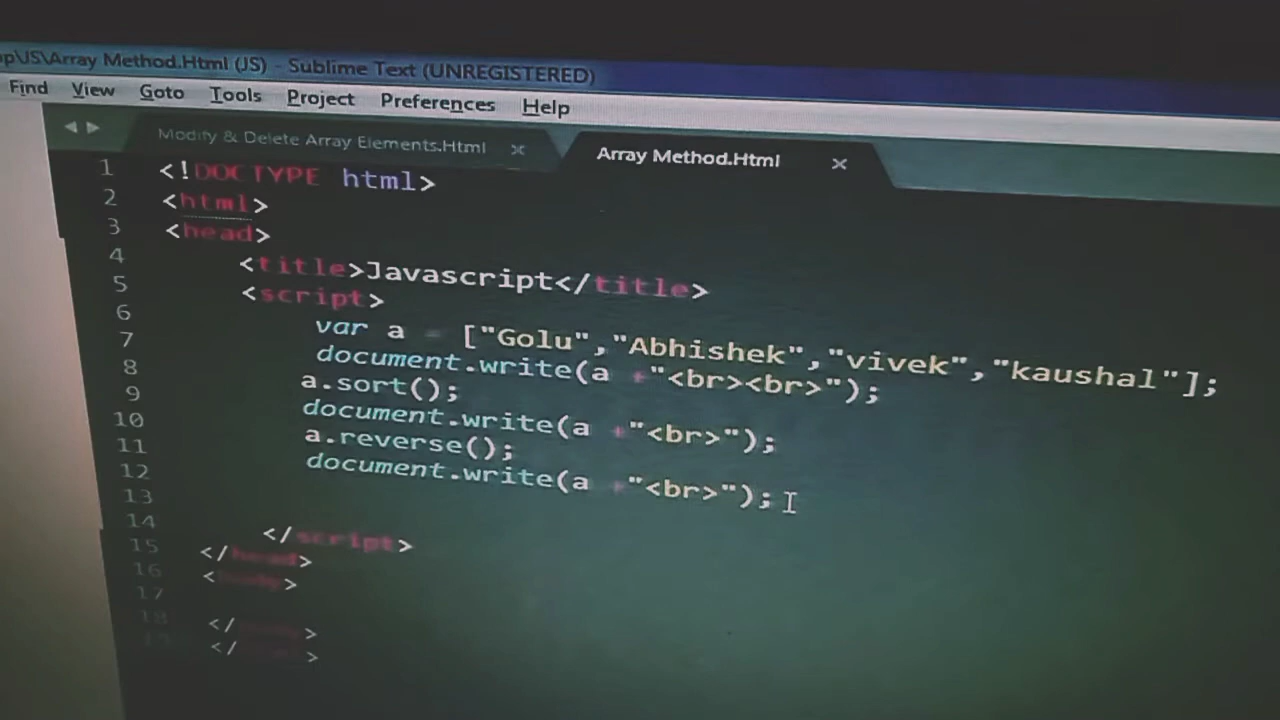 pUS\Array Method.Html (JS) - Sublime Text (UNREGISTERED)
Find View Goto Tools Project Preferences Help
Modify & Delete Array Elements.Html × Array Method.Html ×
1 <!DOCTYPE html>
2 <html>
3 <head>
4 <title>Javascript</title>
5 <script>
6 var a = ["Golu","Abhishek","vivek","kaushal"];
7 document.write(a +"<br><br>");
8 a.sort();
9 document.write(a +"<br>");
10 a.reverse();
11 document.write(a +"<br>");
12
13
14 </script>
15 </head>
16 <body>
17
18 </ >
19 </ >